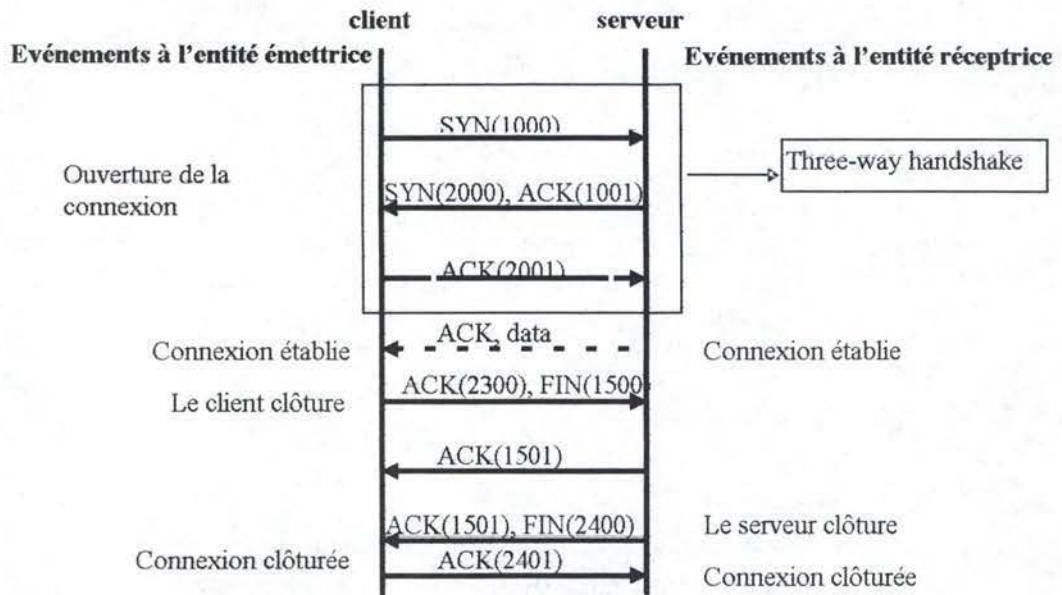 client serveur
Evénements à l'entité émettrice Evénements à l'entité réceptrice
SYN(1000)
Three-way handshake
Ouverture de la
connexion
SYN(2000), ACK(1001)
ACK(2001)
ACK, data
Connexion établie Connexion établie
ACK(2300), FIN(1500)
Le client clôture
ACK(1501)
ACK(1501), FIN(2400) Le serveur clôture
Connexion clôturée ACK(2401)
Connexion clôturée